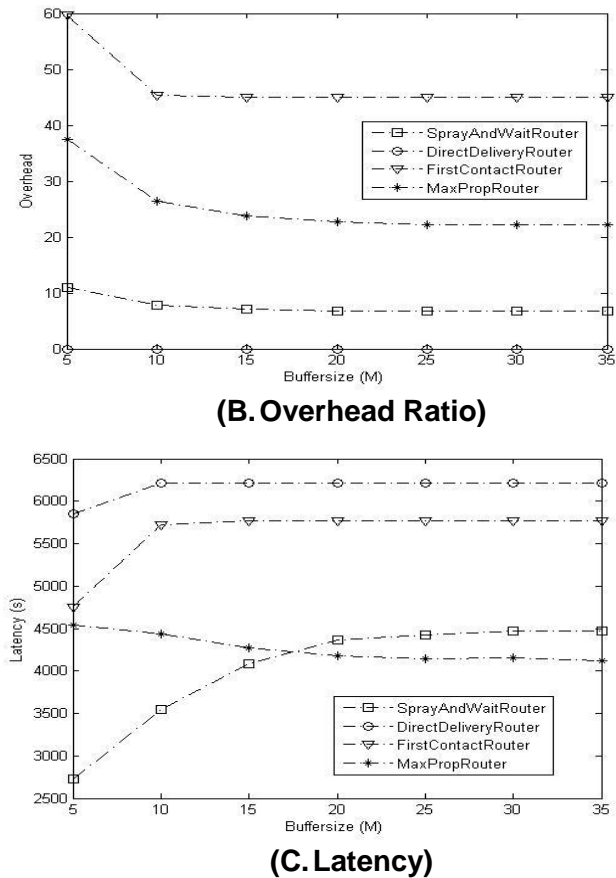 60
50
40
30
20
10
0
Overhead
SprayAndWaitRouter
DirectDeliveryRouter
FirstContactRouter
MaxPropRouter
5 10 15 20 25 30 35
Buffersize (M)
(B. Overhead Ratio)
6500
6000
5500
5000
4500
4000
3500
3000
2500
Latency (s)
SprayAndWaitRouter
DirectDeliveryRouter
FirstContactRouter
MaxPropRouter
5 10 15 20 25 30 35
Buffersize (M)
(C. Latency)